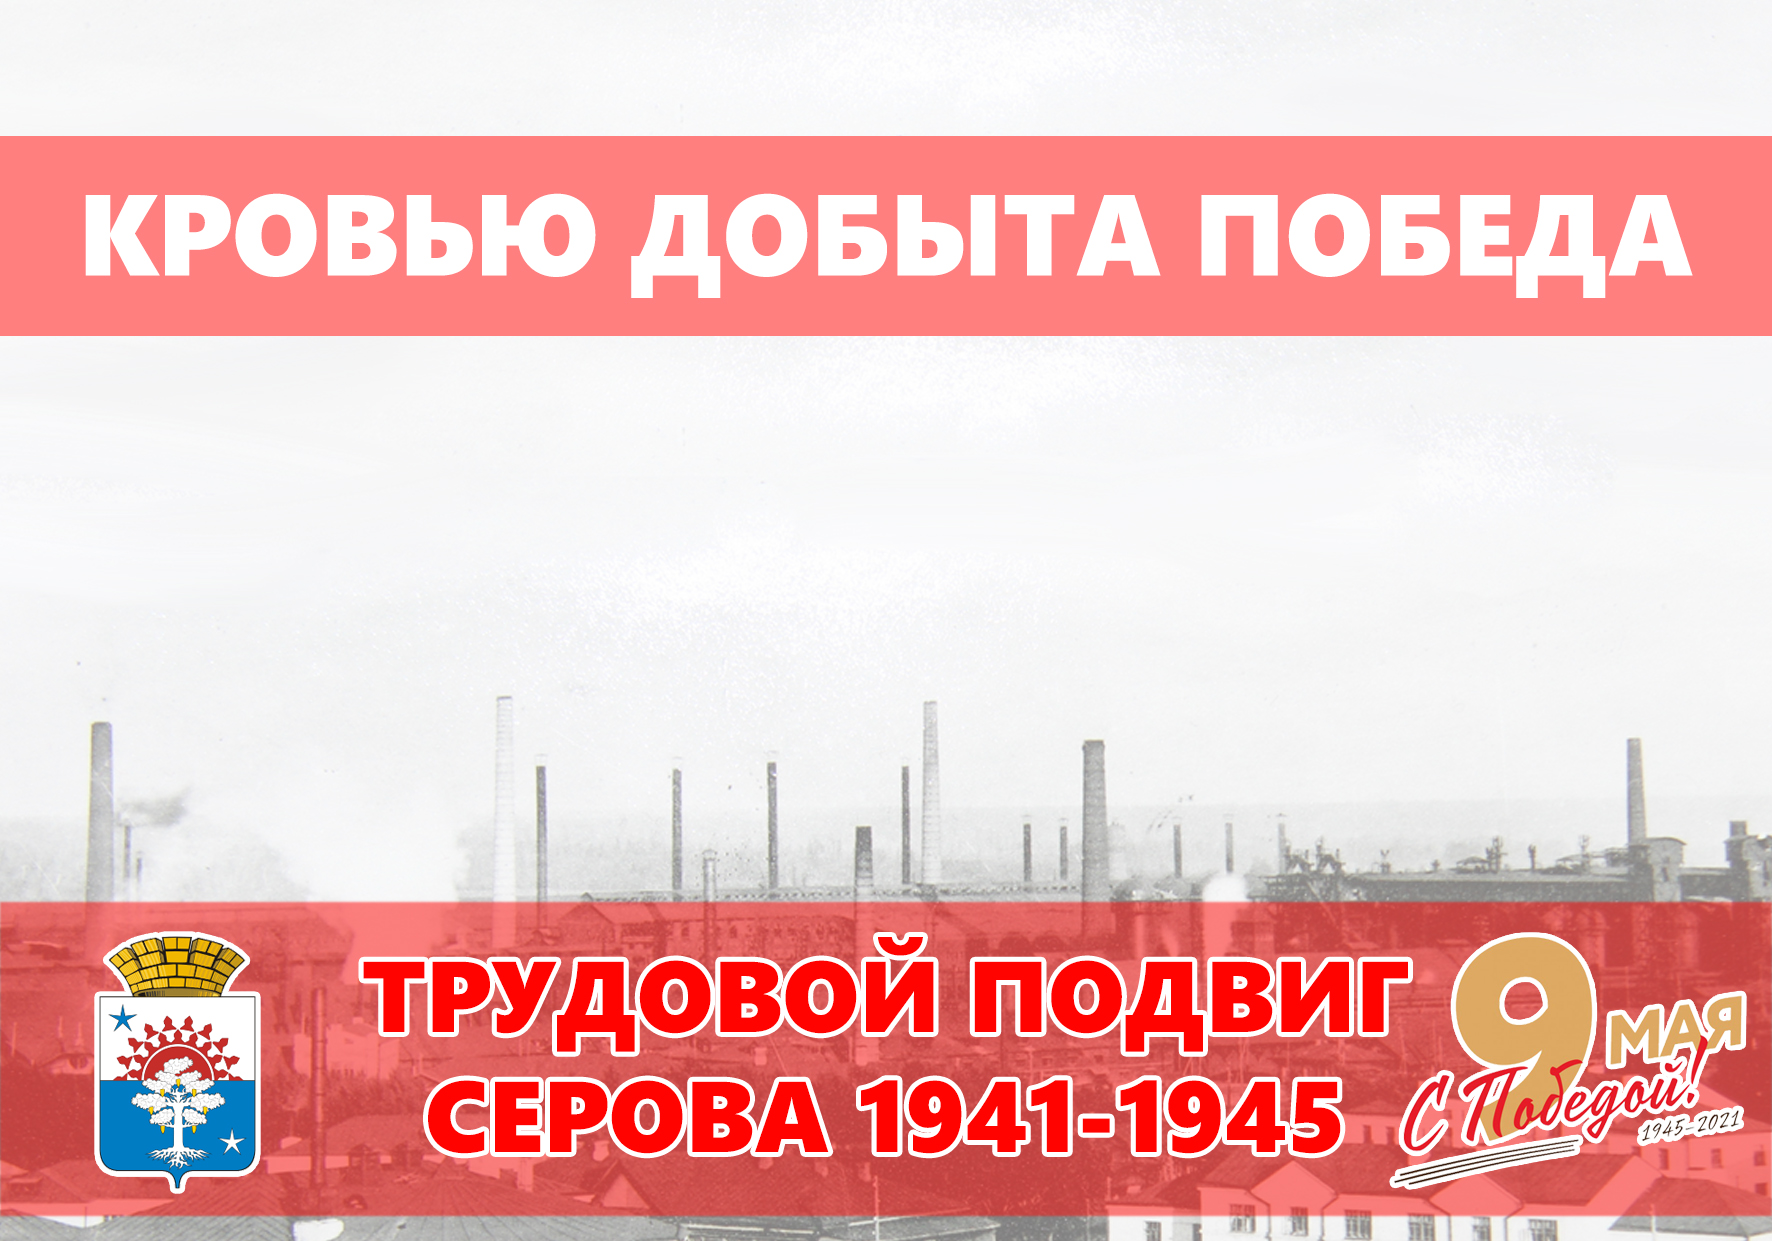 КРОВЬЮ ДОБЫТА ПОБЕДА
ТРУДОВОЙ ПОДВИГ
СЕРОВА 1941-1945
9 МАЯ
С Победой!
1945-2021